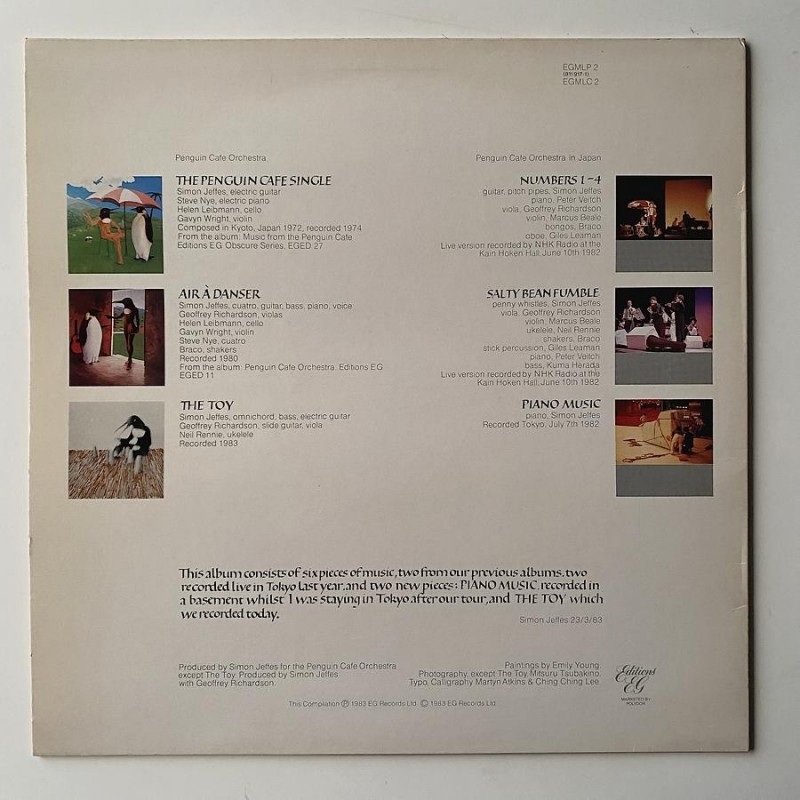 EGMLP 2
(811 917-1)
EGMLC 2
Penguin Cafe Orchestra
THE PENGUIN CAFE SINGLE
Simon Jeffes, electric guitar
Steve Nye, electric piano
Helen Leibmann, cello
Gavyn Wright, violin
Composed in Kyoto, Japan 1972, recorded 1974
From the album: Music from the Penguin Cafe
Editions E.G. Obscure Series. EGED 27
AIR À DANSER
Simon Jeffes, cuatro, guitar, bass, piano, voice
Geoffrey Richardson, violas
Helen Leibmann, cello
Gavyn Wright, violin
Steve Nye, cuatro
Braco, shakers
Recorded 1980
From the album: Penguin Cafe Orchestra. Editions EG
EGED 11
THE TOY
Simon Jeffes, omnichord, bass, electric guitar
Geoffrey Richardson, slide guitar, viola
Neil Rennie, ukelele
Recorded 1983
Penguin Cafe Orchestra In Japan
NUMBERS 1-4
guitar, pitch pipes, Simon Jeffes
piano, Peter Veitch
viola, Geoffrey Richardson
violin, Marcus Beale
bongos, Braco
oboe, Giles Leaman
Live version recorded by NHK Radio at the
Kain Hoken Hall June 10th 1982
SALTY BEAN FUMBLE
penny whistles, Simon Jeffes
viola, Geoffrey Richardson
violin, Marcus Beale
ukelele, Neil Rennie
shakers, Braco
stick percussion, Giles Leaman
piano, Peter Veitch
bass, Kuma Herada
Live version recorded by NHK Radio at the
Kain Hoken Hall, June 10th 1982
PIANO MUSIC
piano, Simon Jeffes
Recorded Tokyo, July 7th 1982
This album consists of six pieces of music, two from our previous albums, two
recorded live in Tokyo last year, and two new pieces: PIANO MUSIC, recorded in
a basement whilst I was staying in Tokyo after our tour, and THE TOY which
we recorded today.
Simon Jeffes 23/3/83
Produced by Simon Jeffes for the Penguin Cafe Orchestra
except The Toy. Produced by Simon Jeffes
with Geoffrey Richardson.
Paintings by Emily Young.
Photography, except The Toy, Mitsuru Tsubakino.
Typo. Caligraphy Martyn Atkins & Ching Ching Lee.
Editions
EG
MARKETED BY
POLYDOR
This Compilation Ⓟ 1983 EG Records Ltd. © 1983 EG Records Ltd.